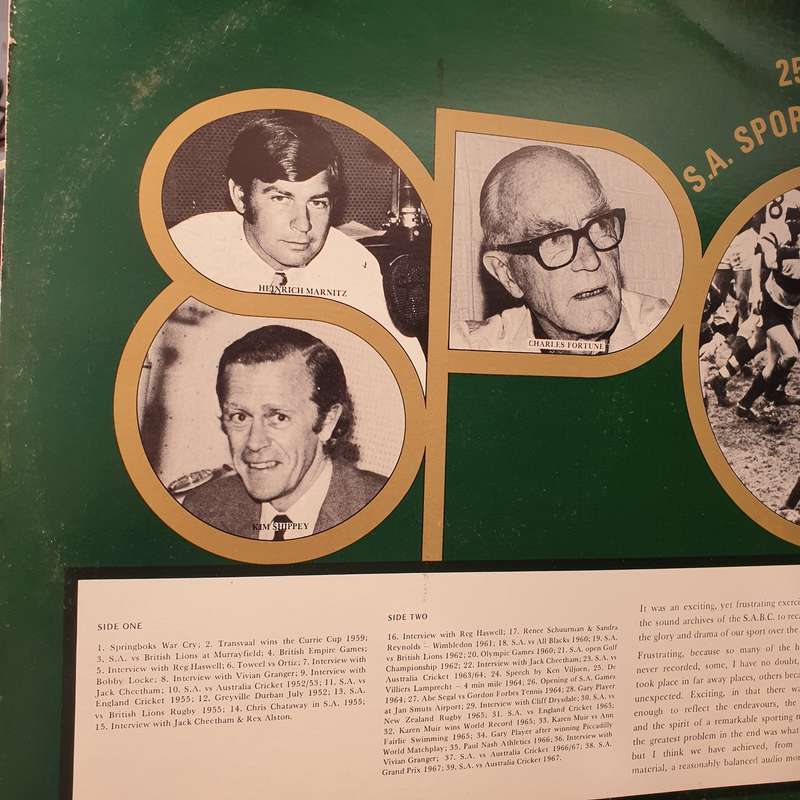 25
S.A. SPOR
HEINRICH MARNITZ
CHARLES FORTUNE
KIM SHIPPEY
SIDE ONE
1. Springboks War Cry; 2. Transvaal wins the Currie Cup 1959;
3. S.A. vs British Lions at Murrayfield; 4. British Empire Games;
5. Interview with Reg Haswell; 6. Toweel vs Ortiz; 7. Interview with
Bobby Locke; 8. Interview with Vivian Granger; 9. Interview with
Jack Cheetham; 10. S.A. vs Australia Cricket 1952/53; 11. S.A. vs
England Cricket 1955; 12. Greyville Durban July 1952; 13. S.A.
vs British Lions Rugby 1955; 14. Chris Chataway in S.A. 1955;
15. Interview with Jack Cheetham & Rex Alston.
SIDE TWO
16. Interview with Reg Haswell; 17. Renee Schuurman & Sandra
Reynolds – Wimbledon 1961; 18. S.A. vs All Blacks 1960; 19. S.A.
vs British Lions 1962; 20. Olympic Games 1960; 21. S.A. open Golf
Championship 1962; 22. Interview with Jack Cheetham; 23. S.A. vs
Australia Cricket 1963/64; 24. Speech by Ken Viljoen; 25. De
Villiers Lamprecht – 4 min mile 1964; 26. Opening of S.A. Games
1964; 27. Abe Segal vs Gordon Forbes Tennis 1964; 28. Gary Player
at Jan Smuts Airport; 29. Interview with Cliff Drysdale; 30. S.A. vs
New Zealand Rugby 1965; 31. S.A. vs England Cricket 1965;
32. Karen Muir wins World Record 1965; 33. Karen Muir vs Ann
Fairlie Swimming 1965; 34. Gary Player after winning Piccadilly
World Matchplay; 35. Paul Nash Athletics 1966; 36. Interview with
Vivian Granger; 37. S.A. vs Australia Cricket 1966/67; 38. S.A.
Grand Prix 1967; 39. S.A. vs Australia Cricket 1967.
It was an exciting, yet frustrating exerci
the sound archives of the S.A.B.C. to rec
the glory and drama of our sport over the
Frustrating, because so many of the h
never recorded, some, I have no doubt,
took place in far away places, others beca
unexpected. Exciting, in that there w
enough to reflect the endeavours, the
and the spirit of a remarkable sporting n
the greatest problem in the end was what
but I think we have achieved, from
material, a reasonably balanced audio mo